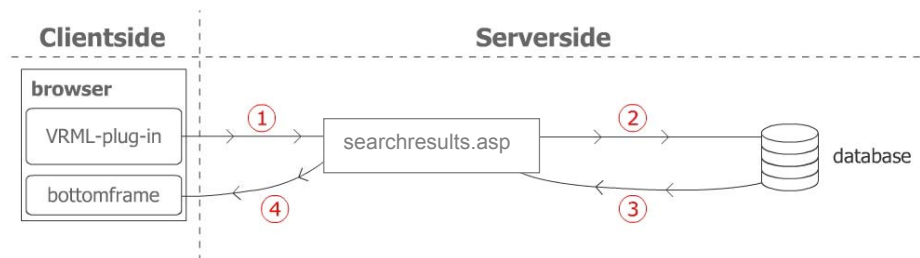 Clientside
Serverside
browser
VRML-plug-in
1
searchresults.asp
2
database
bottomframe
4
3